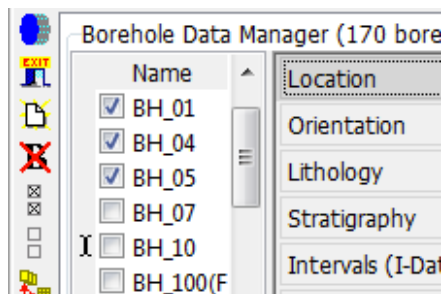 Borehole Data Manager (170 bore
EXIT
Name
BH_01
BH_04
BH_05
BH_07
BH_10
BH_100(F
Location
Orientation
Lithology
Stratigraphy
Intervals (I-Dat